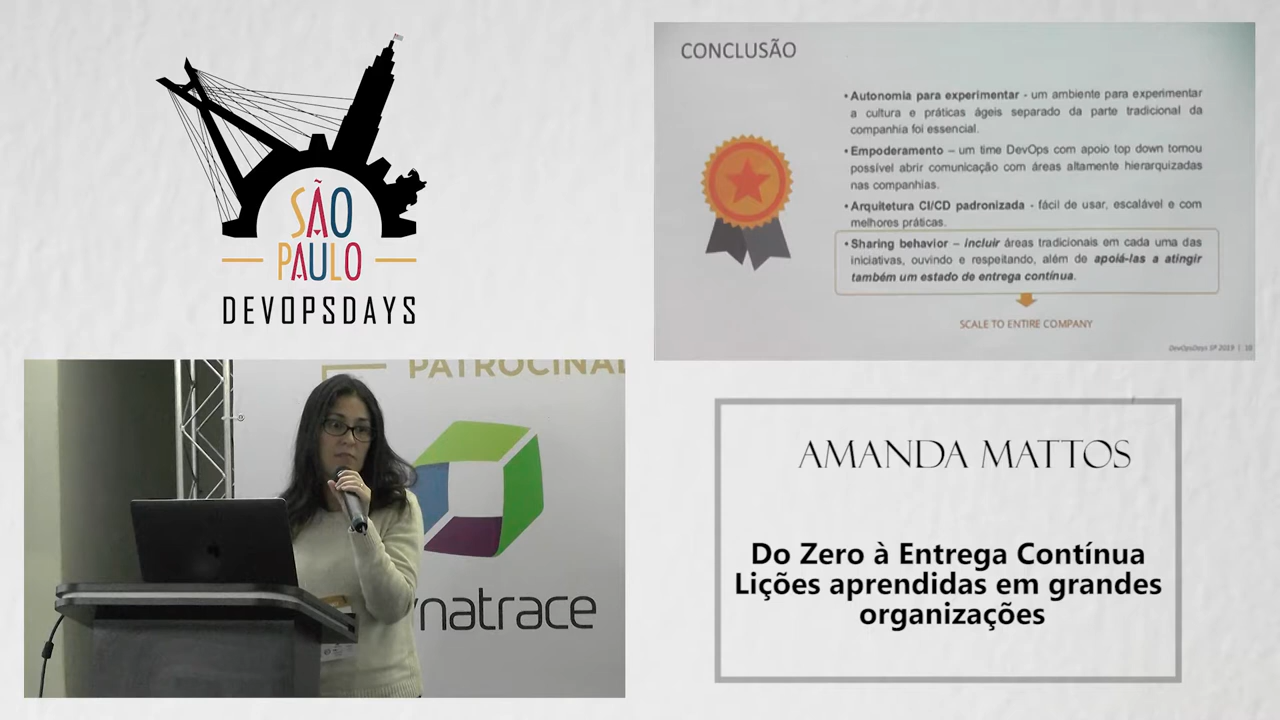 SÃO
PAULO
DEVOPSDAYS
CONCLUSÃO
• Autonomia para experimentar - um ambiente para experimentar
a cultura e práticas ágeis separado da parte tradicional da
companhia foi essencial.
• Empoderamento – um time DevOps com apoio top down tornou
possível abrir comunicação com áreas altamente hierarquizadas
nas companhias.
• Arquitetura CI/CD padronizada - fácil de usar, escalável e com
melhores práticas.
• Sharing behavior – incluir áreas tradicionais em cada uma das
iniciativas, ouvindo e respeitando, além de apoiá-las a atingir
também um estado de entrega contínua.
SCALE TO ENTIRE COMPANY
DevOpsDays SP 2019 | 18
PATROCINAD
ynatrace
AMANDA MATTOS
Do Zero à Entrega Contínua
Lições aprendidas em grandes
organizações